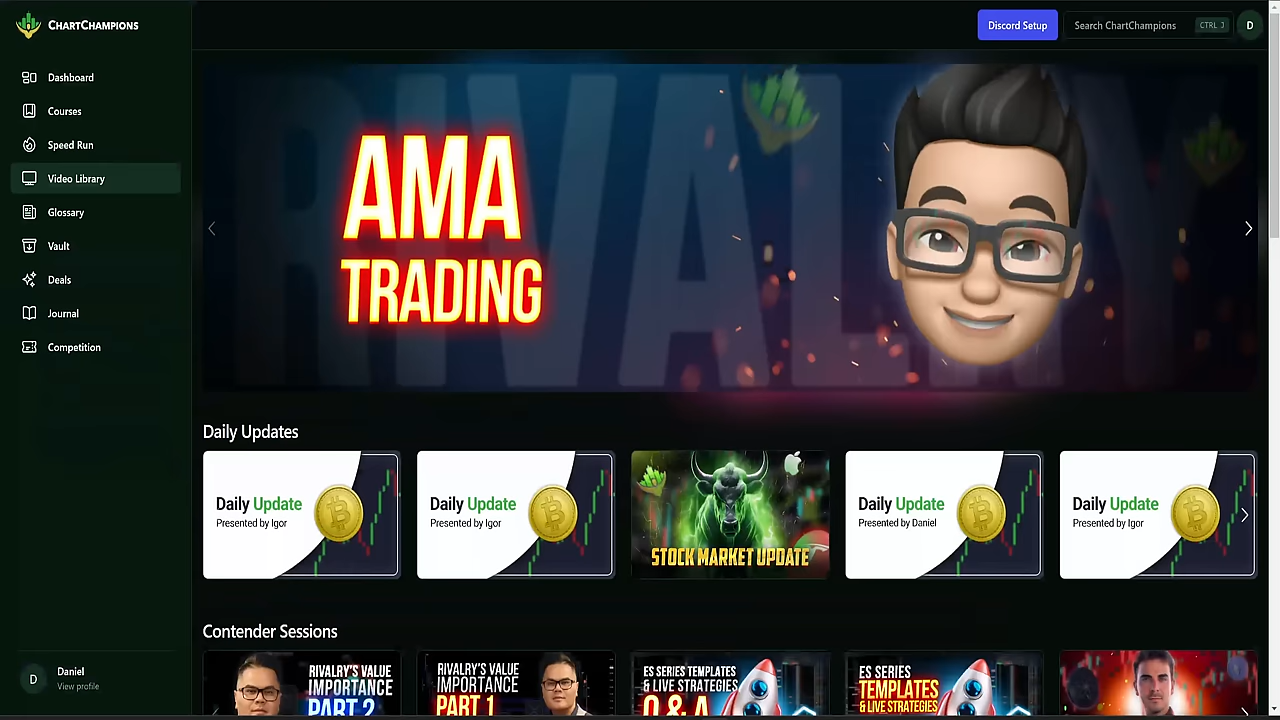 ChartChampions
Discord Setup
Search ChartChampions
CTRL J
D
Dashboard
Courses
Speed Run
Video Library
Glossary
Vault
Deals
Journal
Competition
RIVALRY
AMA
TRADING
Daily Updates
Daily Update
Presented by Igor
Daily Update
Presented by Igor
STOCK MARKET UPDATE
Daily Update
Presented by Daniel
Daily Update
Presented by Igor
Contender Sessions
RIVALRY'S VALUE
IMPORTANCE
PART 2
RIVALRY'S VALUE
IMPORTANCE
PART 1
ES SERIES TEMPLATES
& LIVE STRATEGIES
Q & A
ES SERIES
TEMPLATES
& LIVE STRATEGIES
D
Daniel
View profile